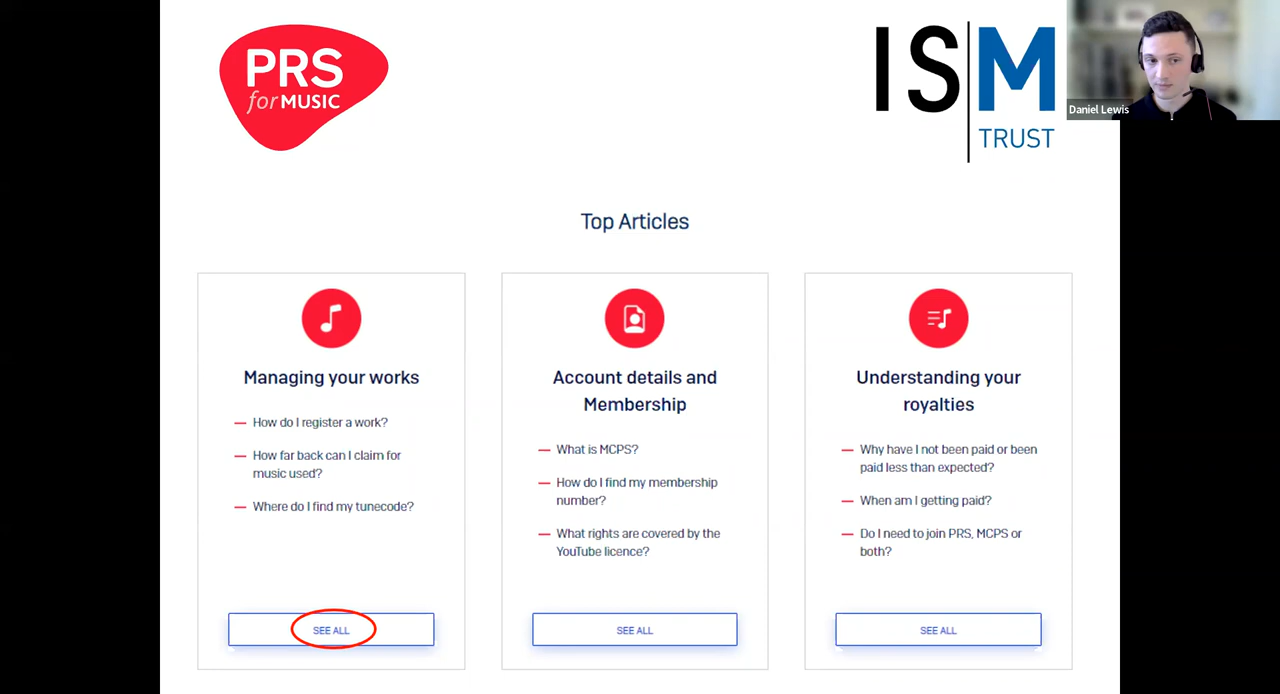 PRS
for MUSIC
ISM
TRUST
Daniel Lewis
Top Articles
Managing your works
How do I register a work?
How far back can I claim for
music used?
Where do I find my tunecode?
SEE ALL
Account details and
Membership
What is MCPS?
How do I find my membership
number?
What rights are covered by the
YouTube licence?
SEE ALL
Understanding your
royalties
Why have I not been paid or been
paid less than expected?
When am I getting paid?
Do I need to join PRS, MCPS or
both?
SEE ALL